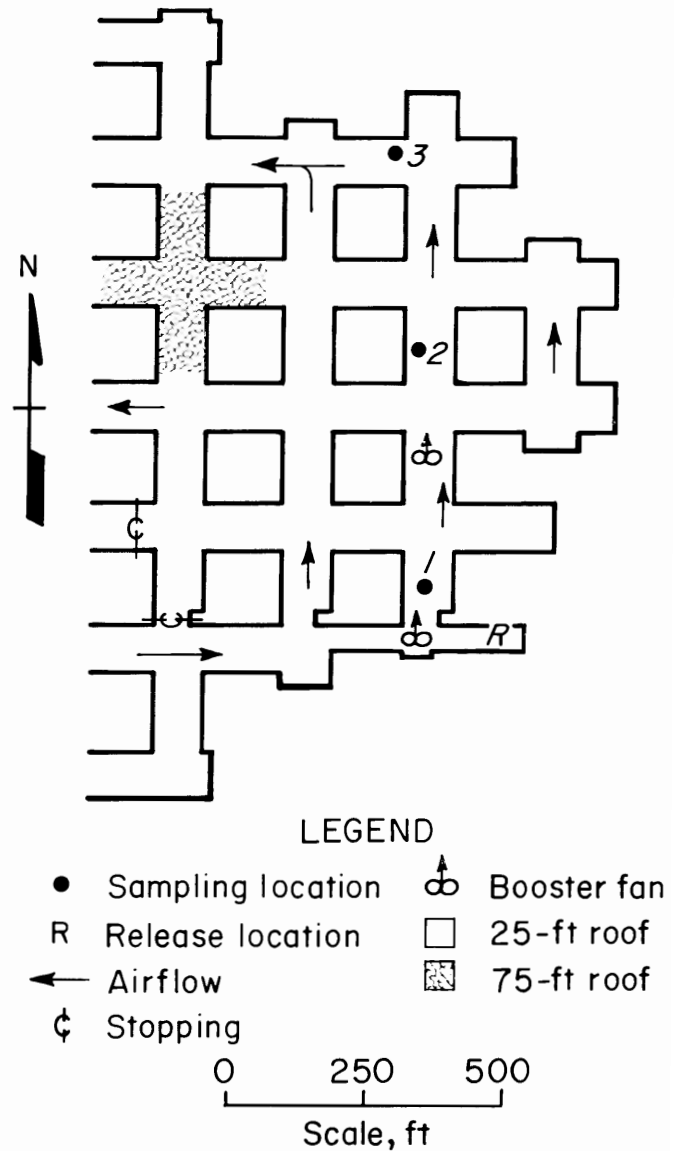 3
N
2
1
R
LEGEND
Sampling location
Booster fan
R Release location
25-ft roof
Airflow
75-ft roof
Stopping
0 250 500
Scale, ft